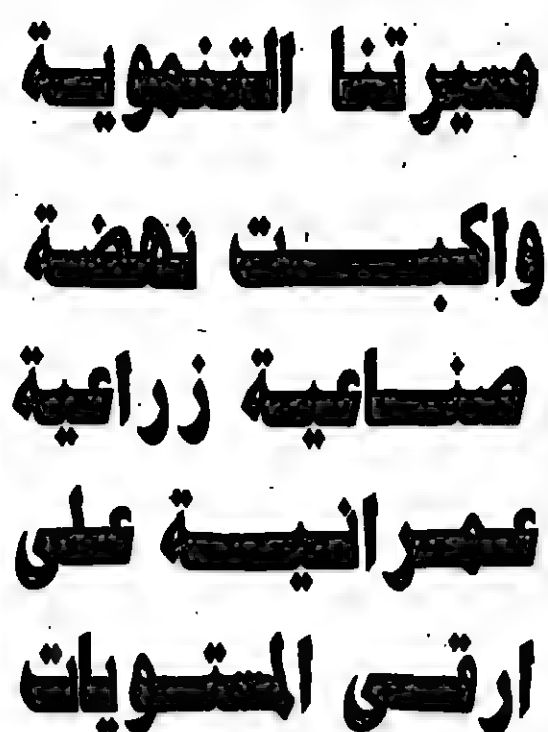 مسيرتنا التنموية
واكبت نهضة
صناعية زراعية
عمرانية على
ارقى المستويات